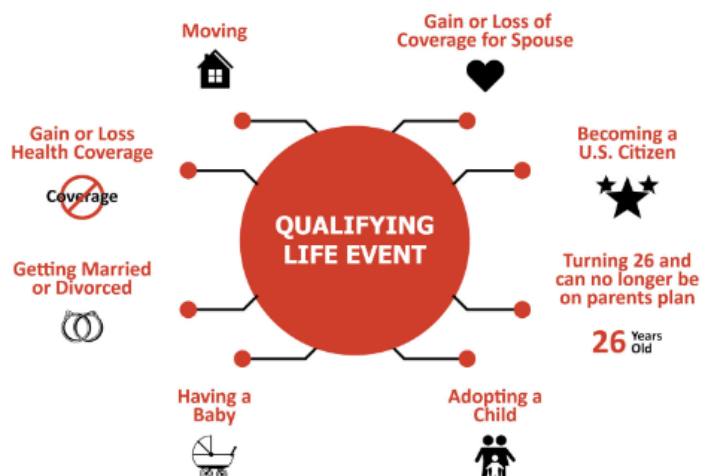 Moving
Gain or Loss of
Coverage for Spouse
Gain or Loss
Health Coverage
Coverage
Becoming a
U.S. Citizen
QUALIFYING
LIFE EVENT
Getting Married
or Divorced
Turning 26 and
can no longer be
on parents plan
26 Years
Old
Having a
Baby
Adopting a
Child